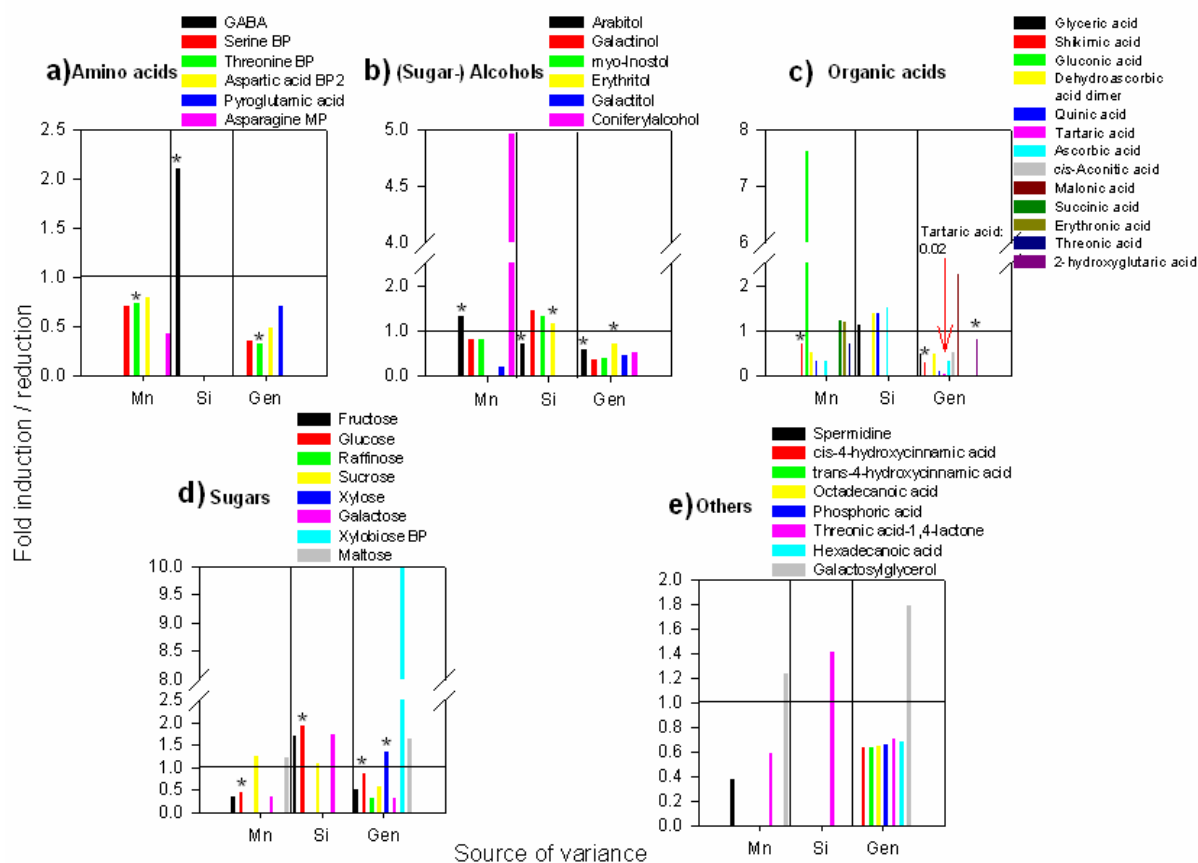 GABA
Serine BP
Threonine BP
Aspartic acid BP2
Pyroglutamic acid
Asparagine MP
a) Amino acids
2.5
2.0
1.5
1.0
0.5
0.0
*
*
*
Mn Si Gen
Arabitol
Galactinol
myo-Inostol
Erythritol
Galactitol
Coniferylalcohol
b) (Sugar-) Alcohols
5.0
4.5
4.0
2.0
1.0
0.0
*
*
*
*
*
Mn Si Gen
Glyceric acid
Shikimic acid
Gluconic acid
Dehydroascorbic
acid dimer
Quinic acid
Tartaric acid
Ascorbic acid
cis-Aconitic acid
Malonic acid
Succinic acid
Erythronic acid
Threonic acid
2-hydroxyglutaric acid
c) Organic acids
8
7
6
2
1
0
Tartaric acid:
0.02
*
*
*
Mn Si Gen
Fold induction / reduction
Fructose
Glucose
Raffinose
Sucrose
Xylose
Galactose
Xylobiose BP
Maltose
d) Sugars
10.0
9.5
9.0
8.5
8.0
2.5
2.0
1.5
1.0
0.5
0.0
*
*
*
*
Mn Si Gen
Spermidine
cis-4-hydroxycinnamic acid
trans-4-hydroxycinnamic acid
Octadecanoic acid
Phosphoric acid
Threonic acid-1,4-lactone
Hexadecanoic acid
Galactosylglycerol
e) Others
2.0
1.8
1.6
1.4
1.2
1.0
0.8
0.6
0.4
0.2
0.0
Mn Si Gen
Source of variance